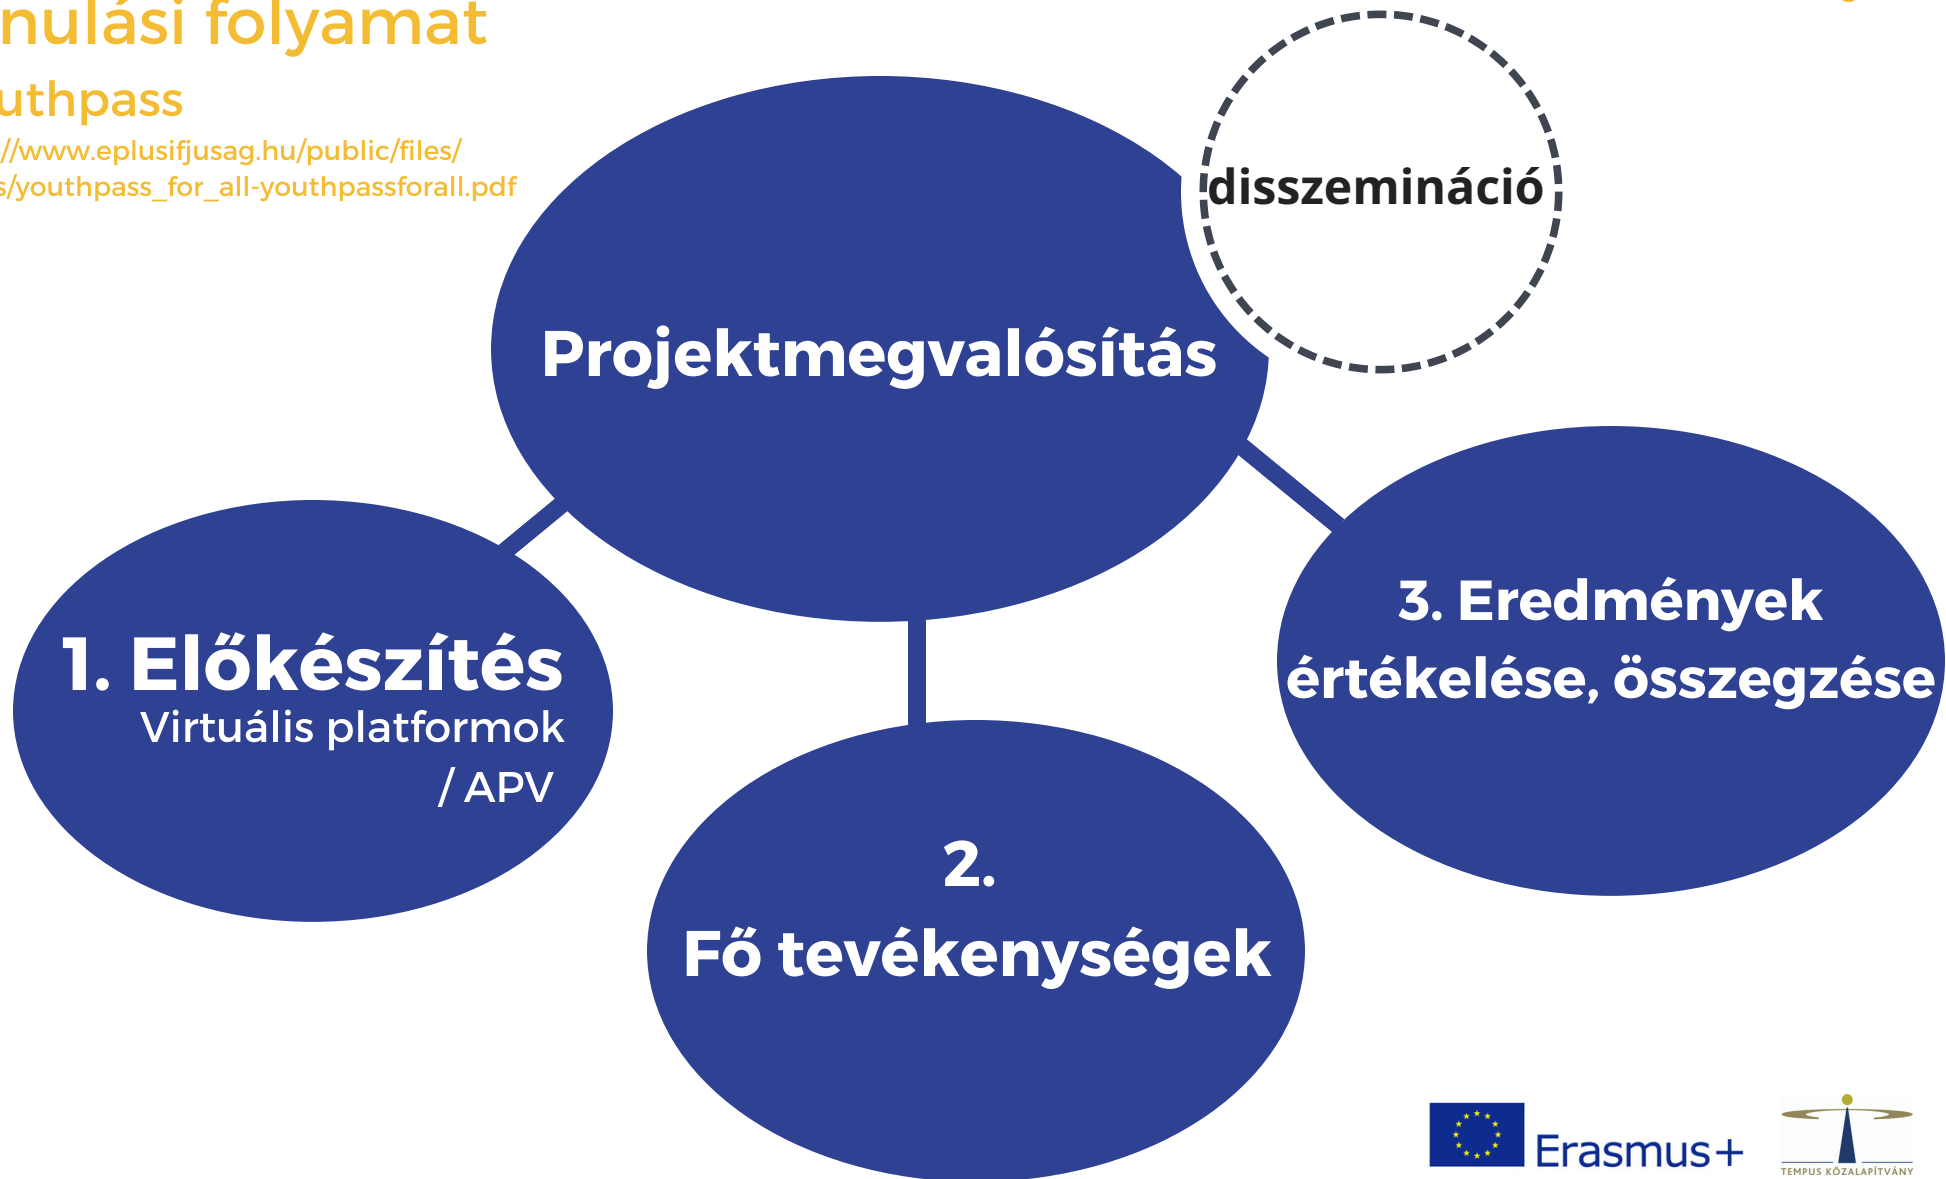 nulási folyamat
uthpass
://www.eplusifjusag.hu/public/files/
s/youthpass_for_all-youthpassforall.pdf
disszemináció
Projektmegvalósítás
1. Előkészítés
Virtuális platformok
/ APV
2.
Fő tevékenységek
3. Eredmények
értékelése, összegzése
Erasmus+
TEMPUS KÖZALAPÍTVÁNY